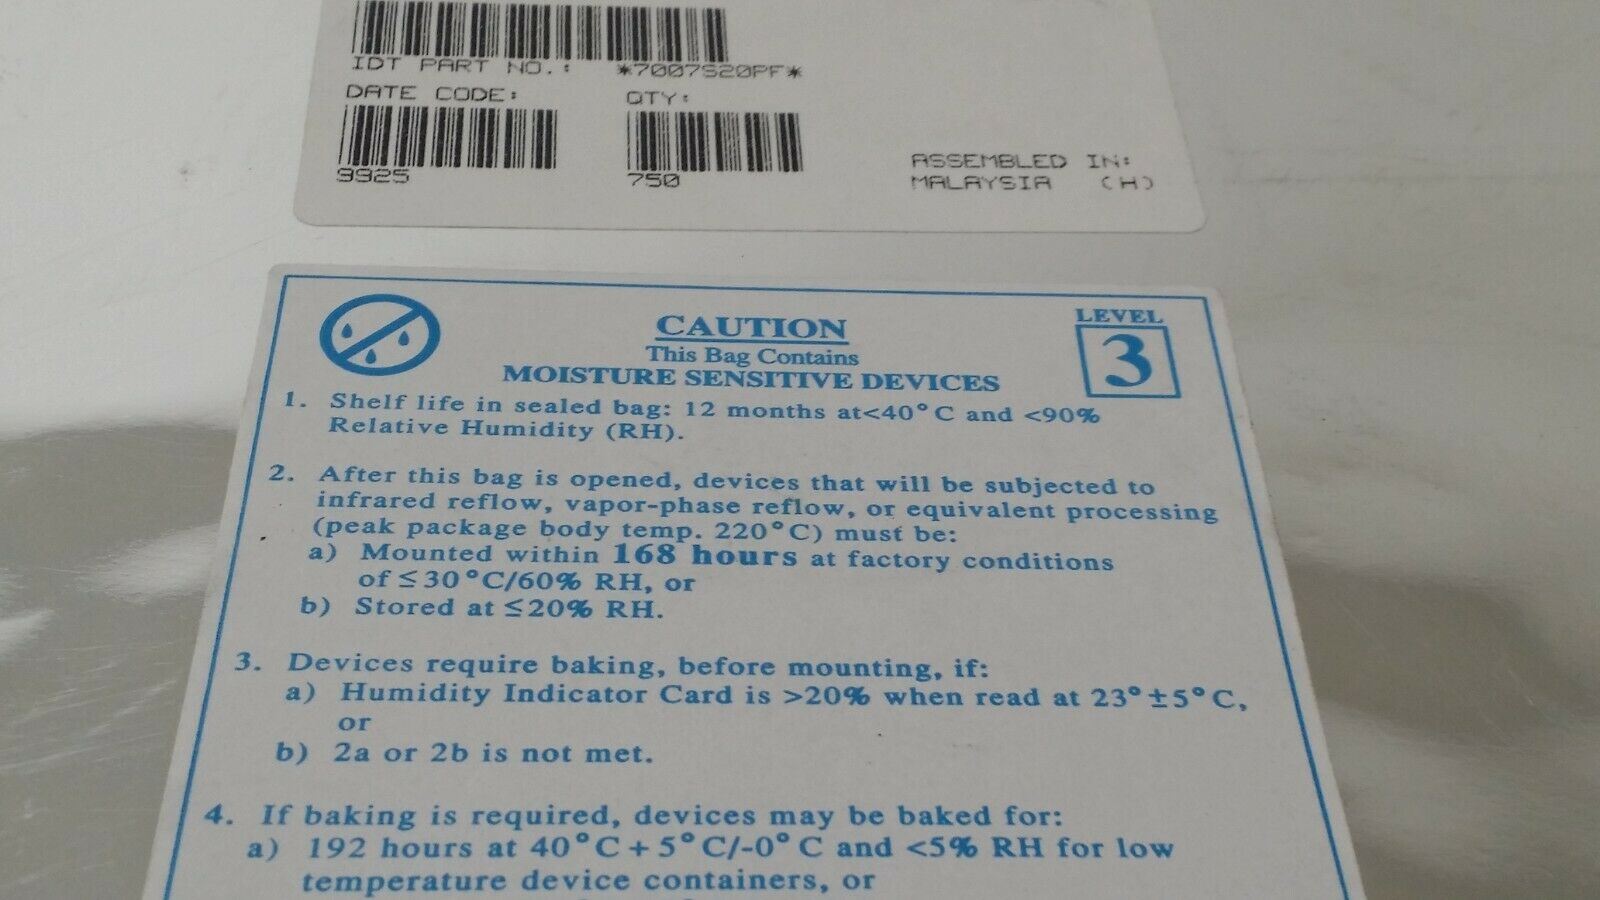 IDT PART NO.: *7007S20PF*
DATE CODE: QTY:
9925 750
ASSEMBLED IN:
MALAYSIA (H)
CAUTION
LEVEL
3
This Bag Contains
MOISTURE SENSITIVE DEVICES
1. Shelf life in sealed bag: 12 months at<40°C and <90%
Relative Humidity (RH).
2. After this bag is opened, devices that will be subjected to
infrared reflow, vapor-phase reflow, or equivalent processing
(peak package body temp. 220°C) must be:
a) Mounted within 168 hours at factory conditions
of ≤30°C/60% RH, or
b) Stored at ≤20% RH.
3. Devices require baking, before mounting, if:
a) Humidity Indicator Card is >20% when read at 23°±5°C,
or
b) 2a or 2b is not met.
4. If baking is required, devices may be baked for:
a) 192 hours at 40°C+5°C/-0°C and <5% RH for low
temperature device containers, or